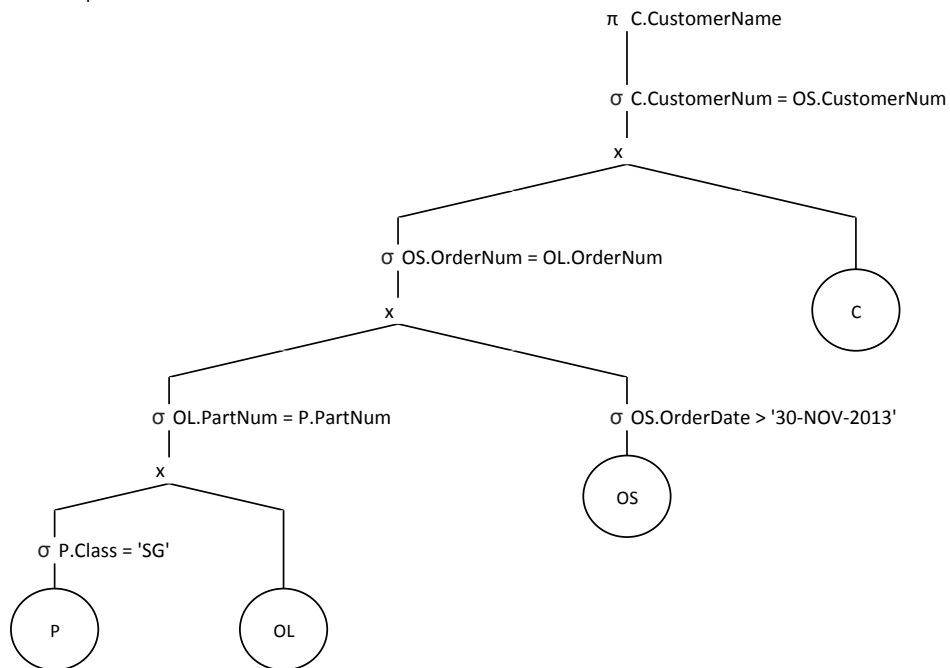 π C.CustomerName
σ C.CustomerNum = OS.CustomerNum
x
σ OS.OrderNum = OL.OrderNum
x
C
σ OL.PartNum = P.PartNum
σ OS.OrderDate > '30-NOV-2013'
x
OS
σ P.Class = 'SG'
P
OL